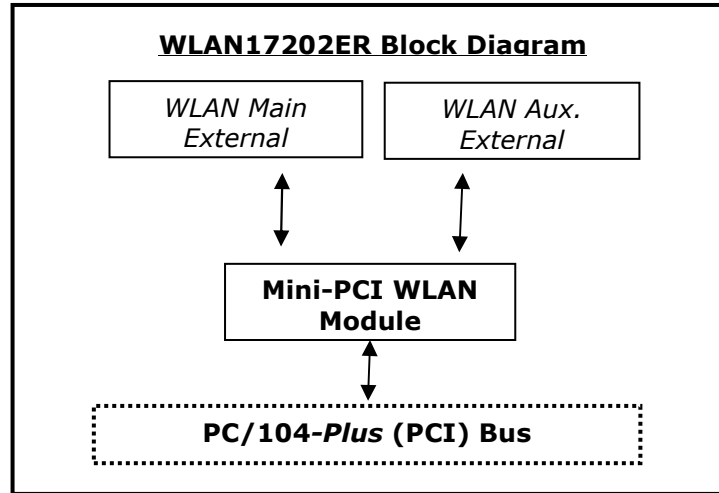 WLAN17202ER Block Diagram
WLAN Main
External
WLAN Aux.
External
Mini-PCI WLAN
Module
PC/104-Plus (PCI) Bus